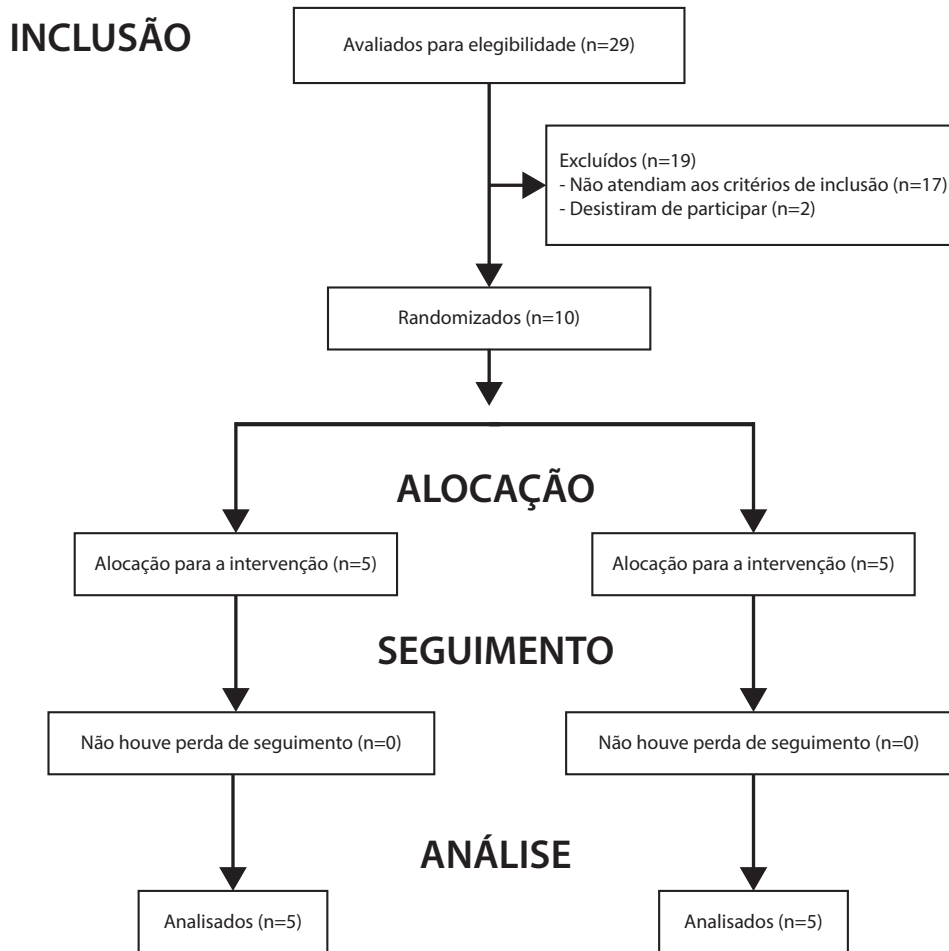 INCLUSÃO
Avaliados para elegibilidade (n=29)
Excluídos (n=19)
- Não atendiam aos critérios de inclusão (n=17)
- Desistiram de participar (n=2)
Randomizados (n=10)
ALOCAÇÃO
Alocação para a intervenção (n=5)
Alocação para a intervenção (n=5)
SEGUIMENTO
Não houve perda de seguimento (n=0)
Não houve perda de seguimento (n=0)
ANÁLISE
Analisados (n=5)
Analisados (n=5)